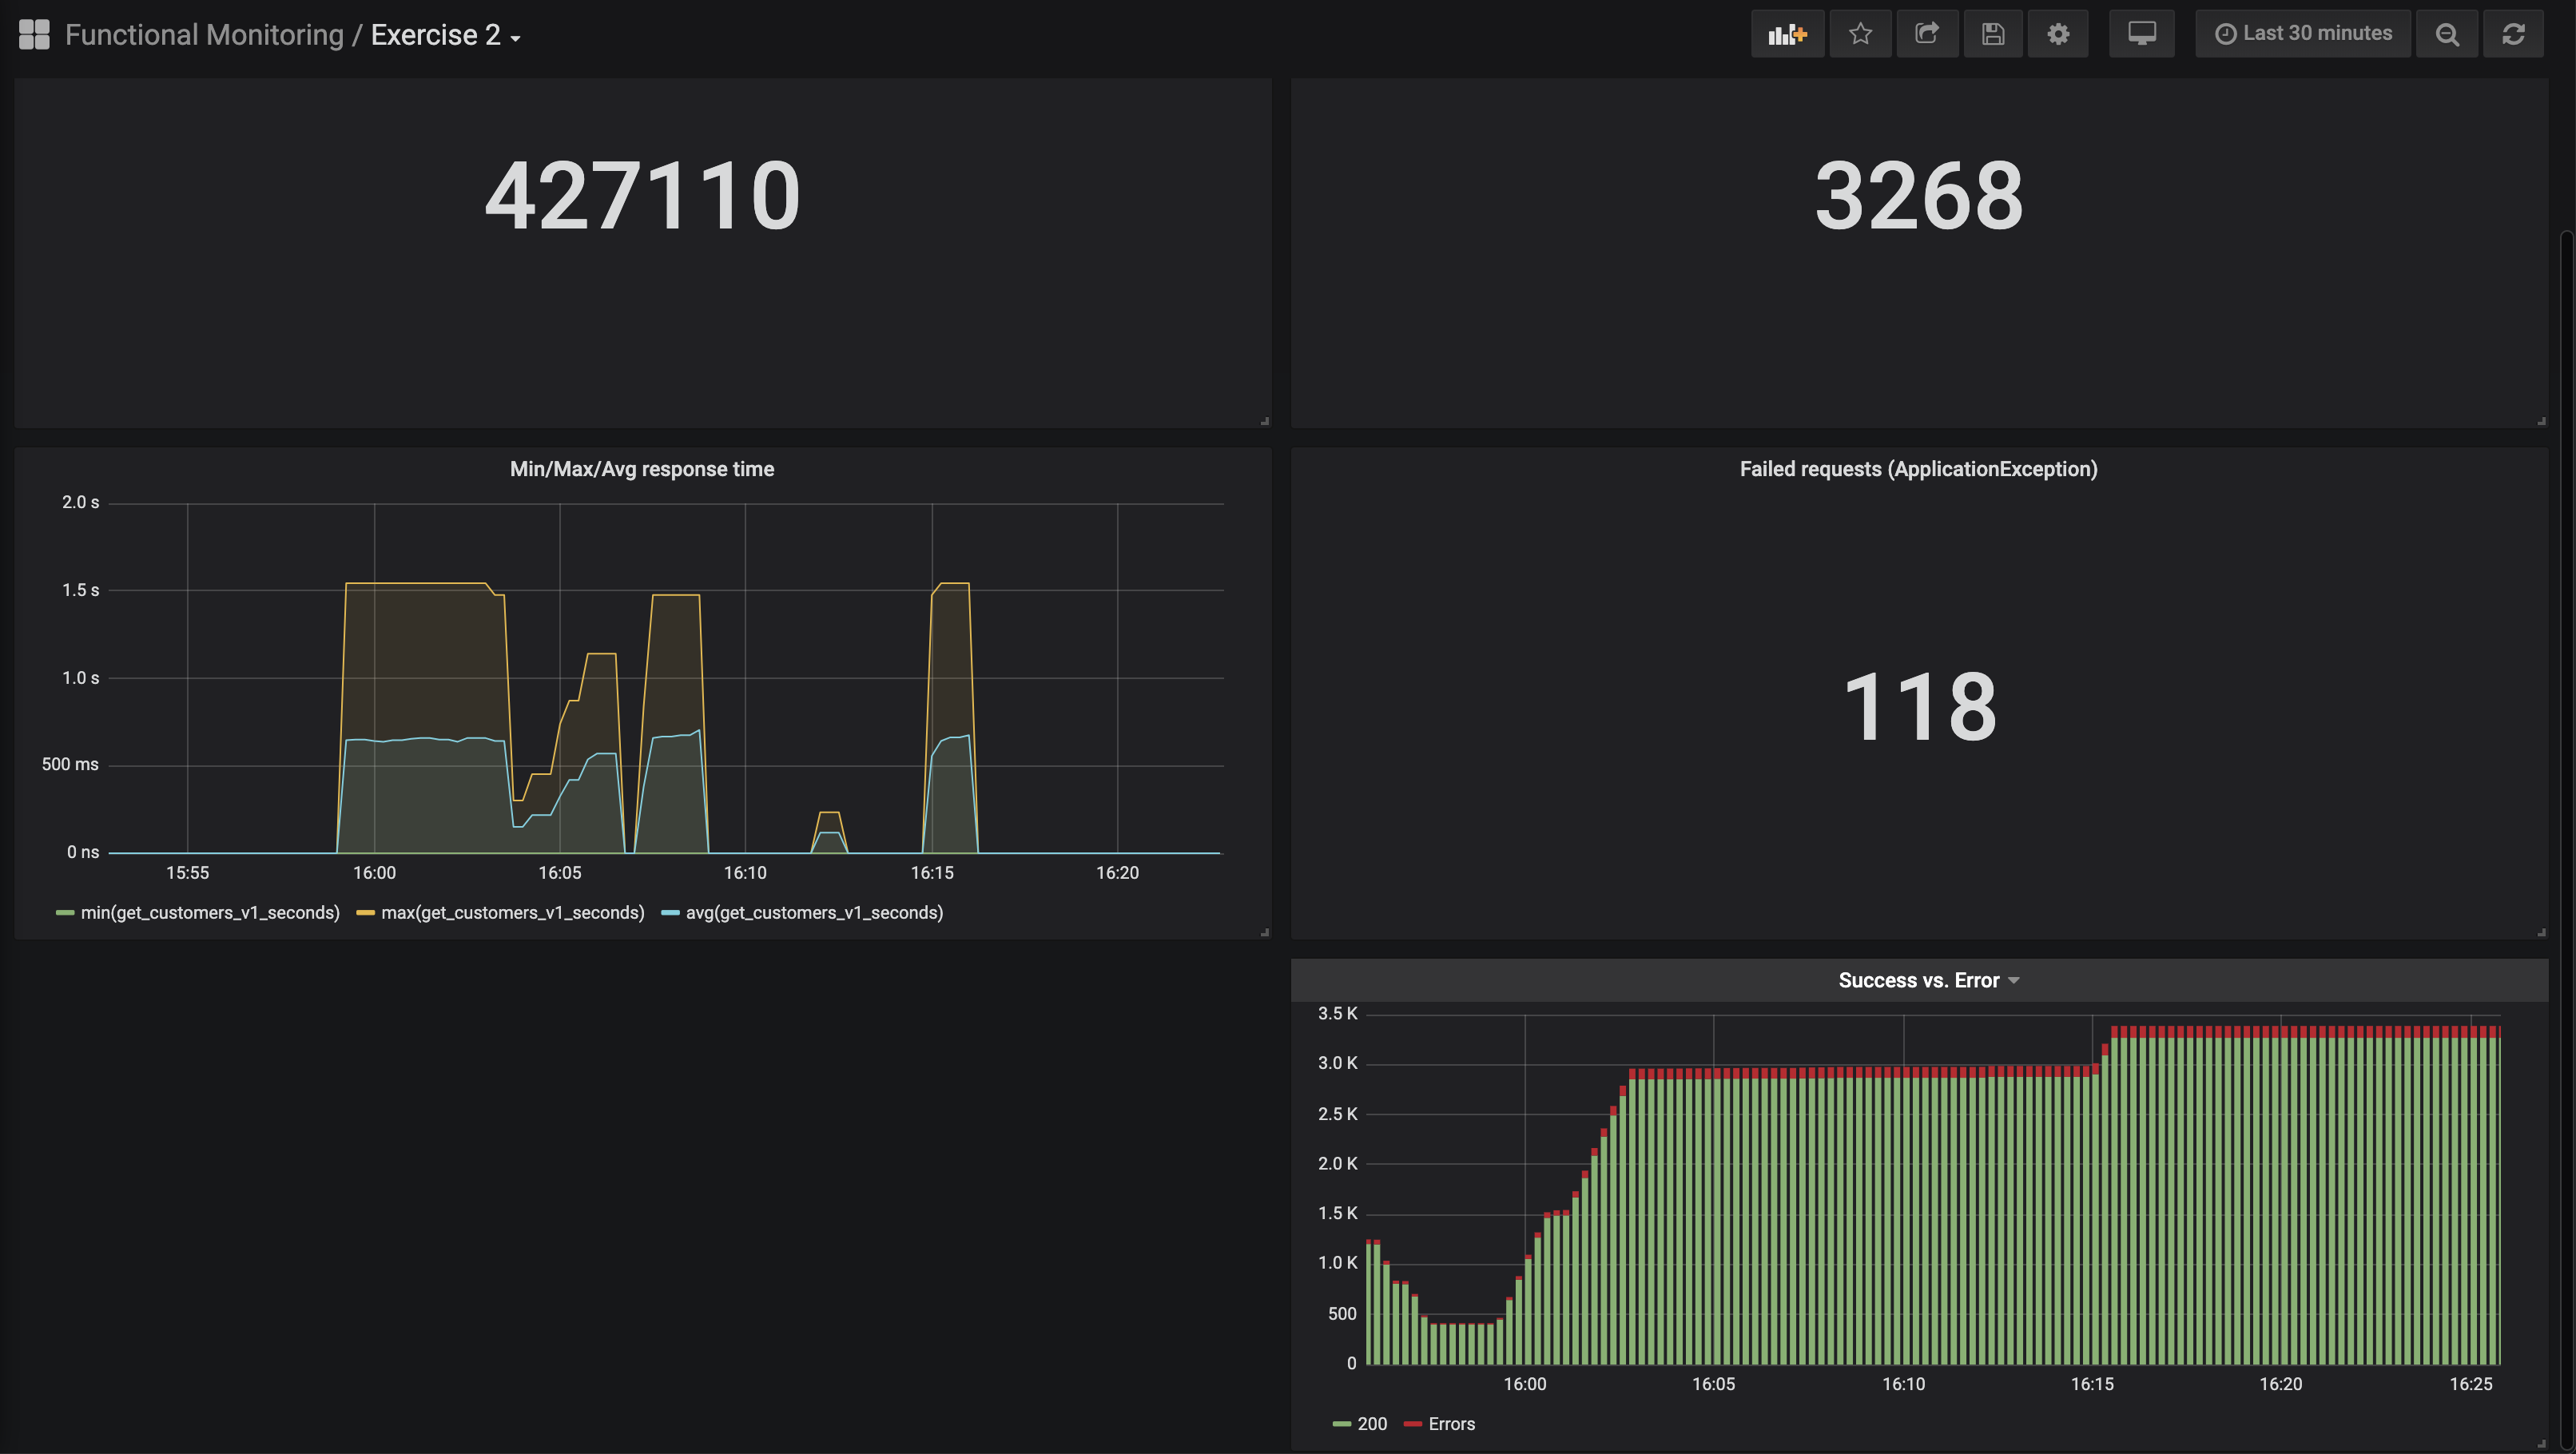 Functional Monitoring / Exercise 2
Last 30 minutes
427110
3268
Min/Max/Avg response time
2.0 s
1.5 s
1.0 s
500 ms
0 ns
15:55 16:00 16:05 16:10 16:15 16:20
min(get_customers_v1_seconds) max(get_customers_v1_seconds) avg(get_customers_v1_seconds)
Failed requests (ApplicationException)
118
Success vs. Error
3.5 K
3.0 K
2.5 K
2.0 K
1.5 K
1.0 K
500
0
16:00 16:05 16:10 16:15 16:20 16:25
200 Errors